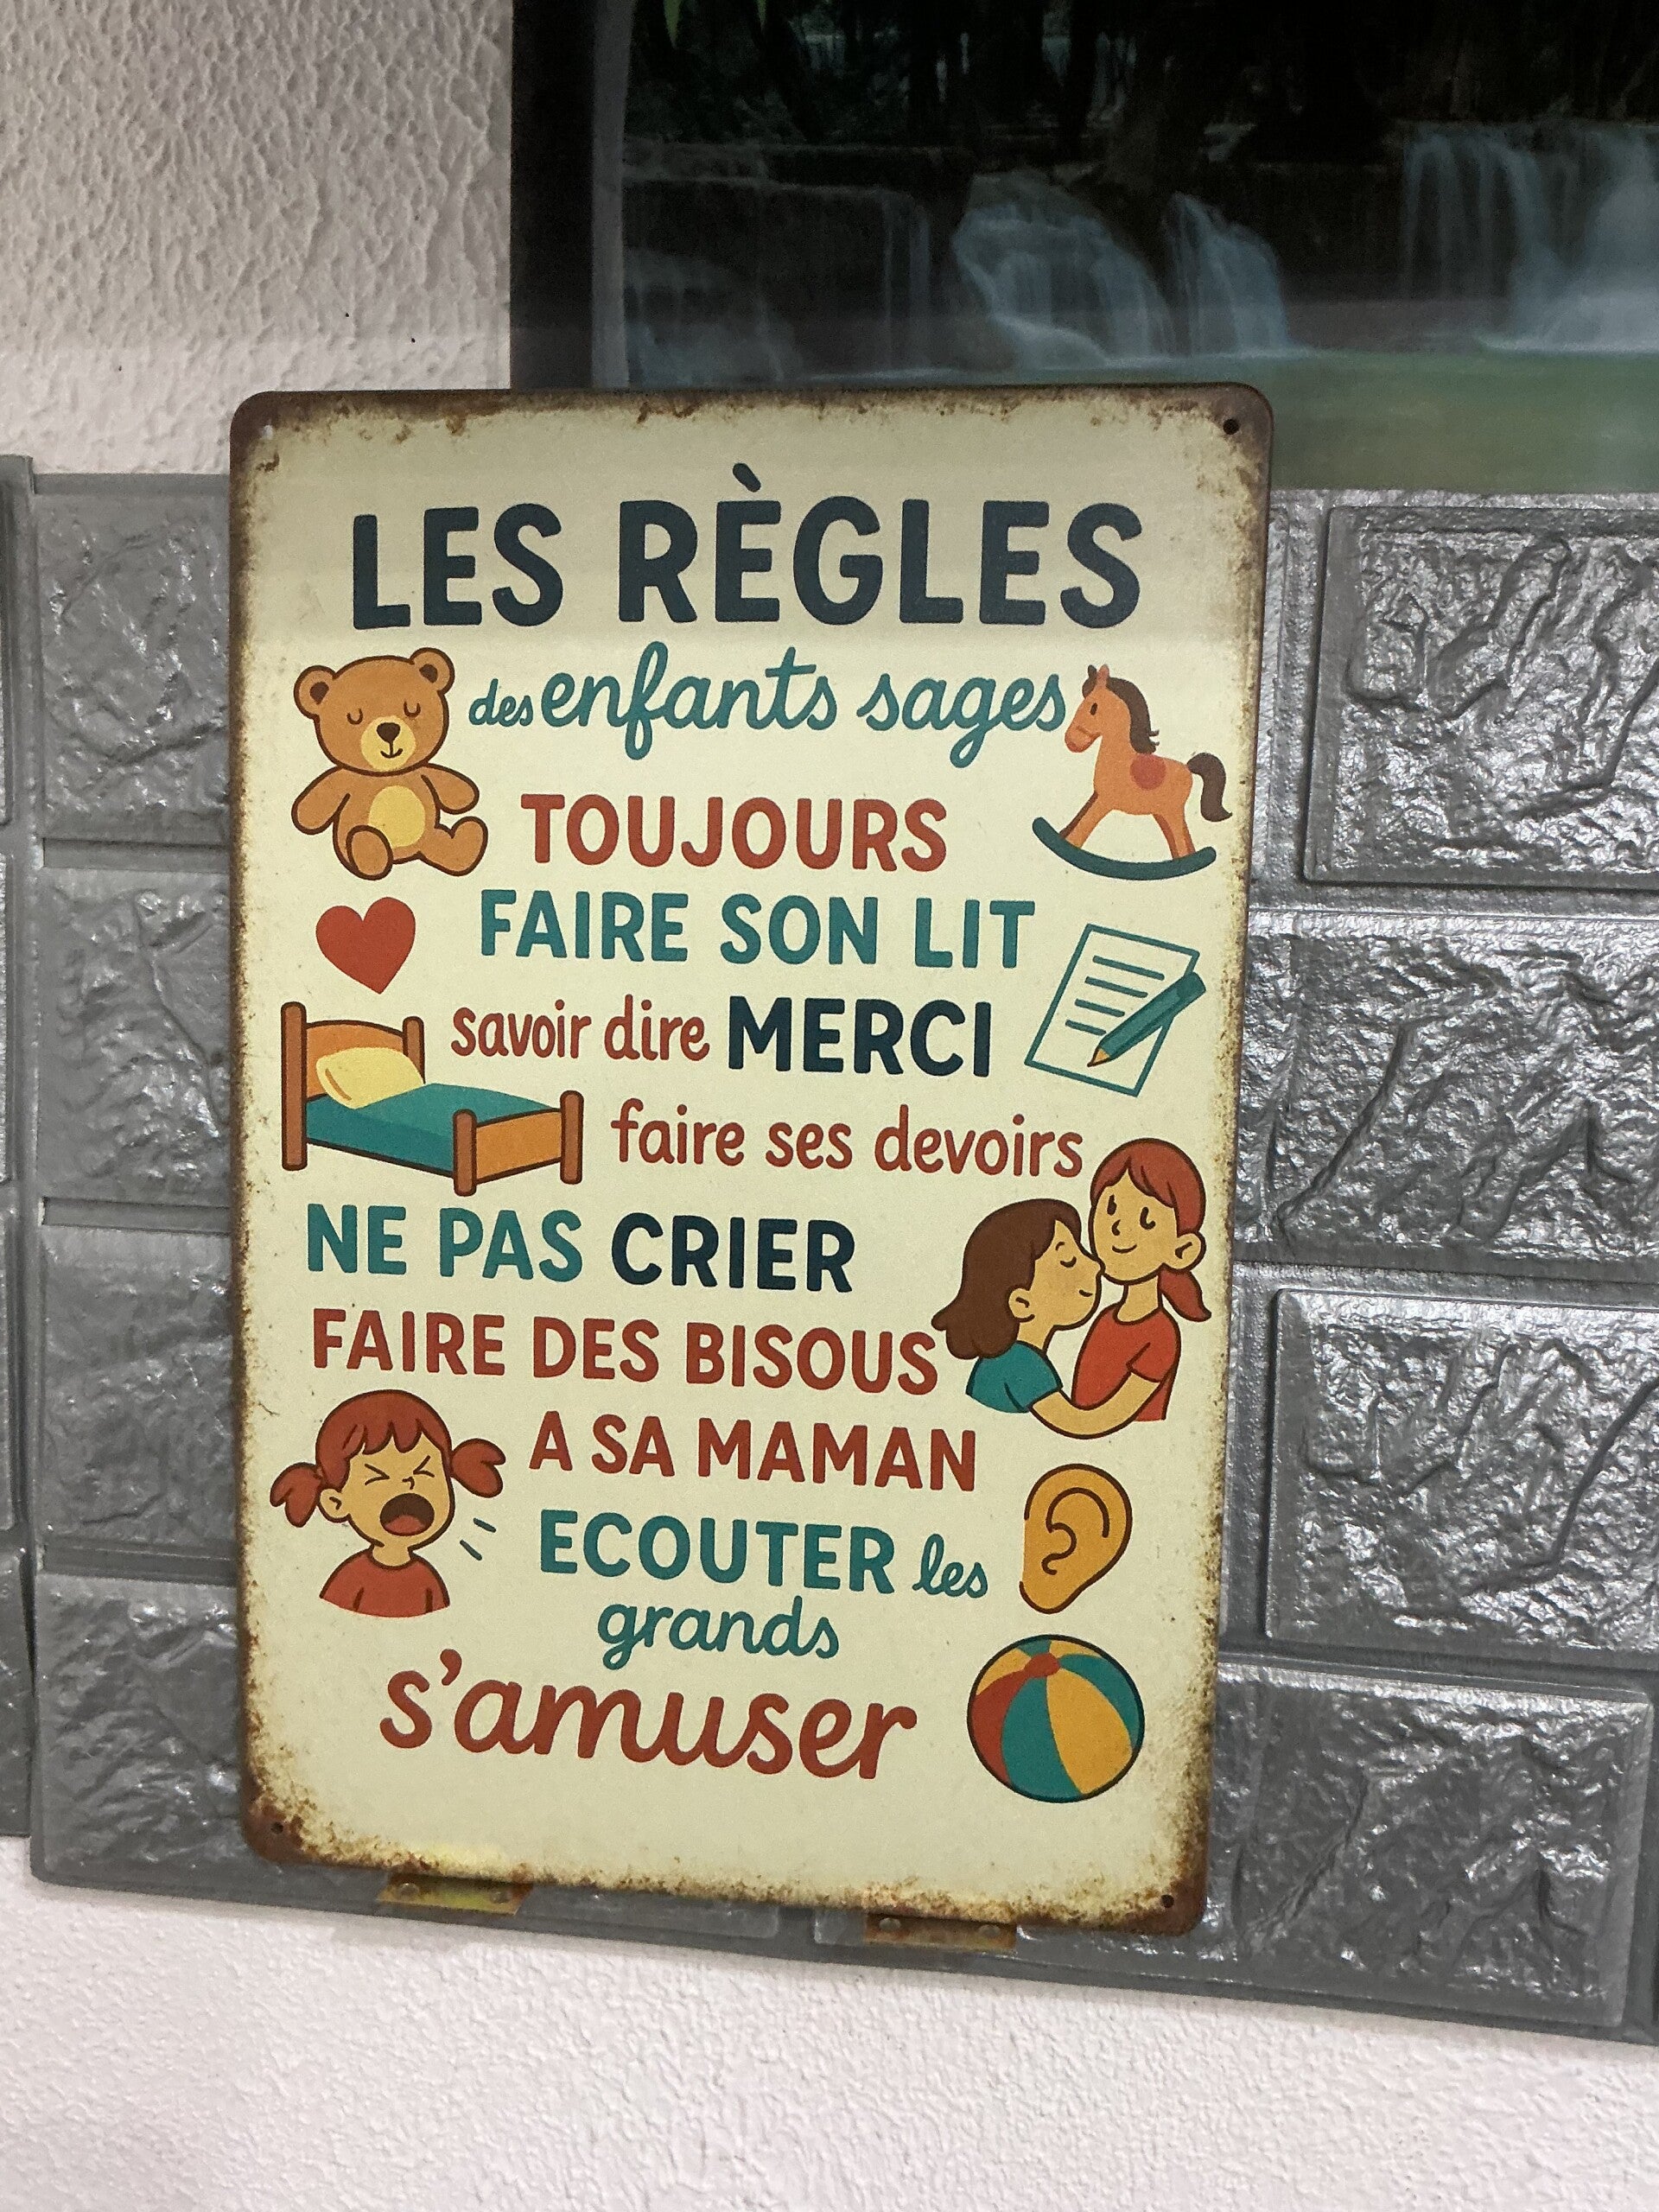 LES RÈGLES
des enfants sages
TOUJOURS
FAIRE SON LIT
savoir dire MERCI
faire ses devoirs
NE PAS CRIER
FAIRE DES BISOUS
A SA MAMAN
ECOUTER les
grands
s'amuser